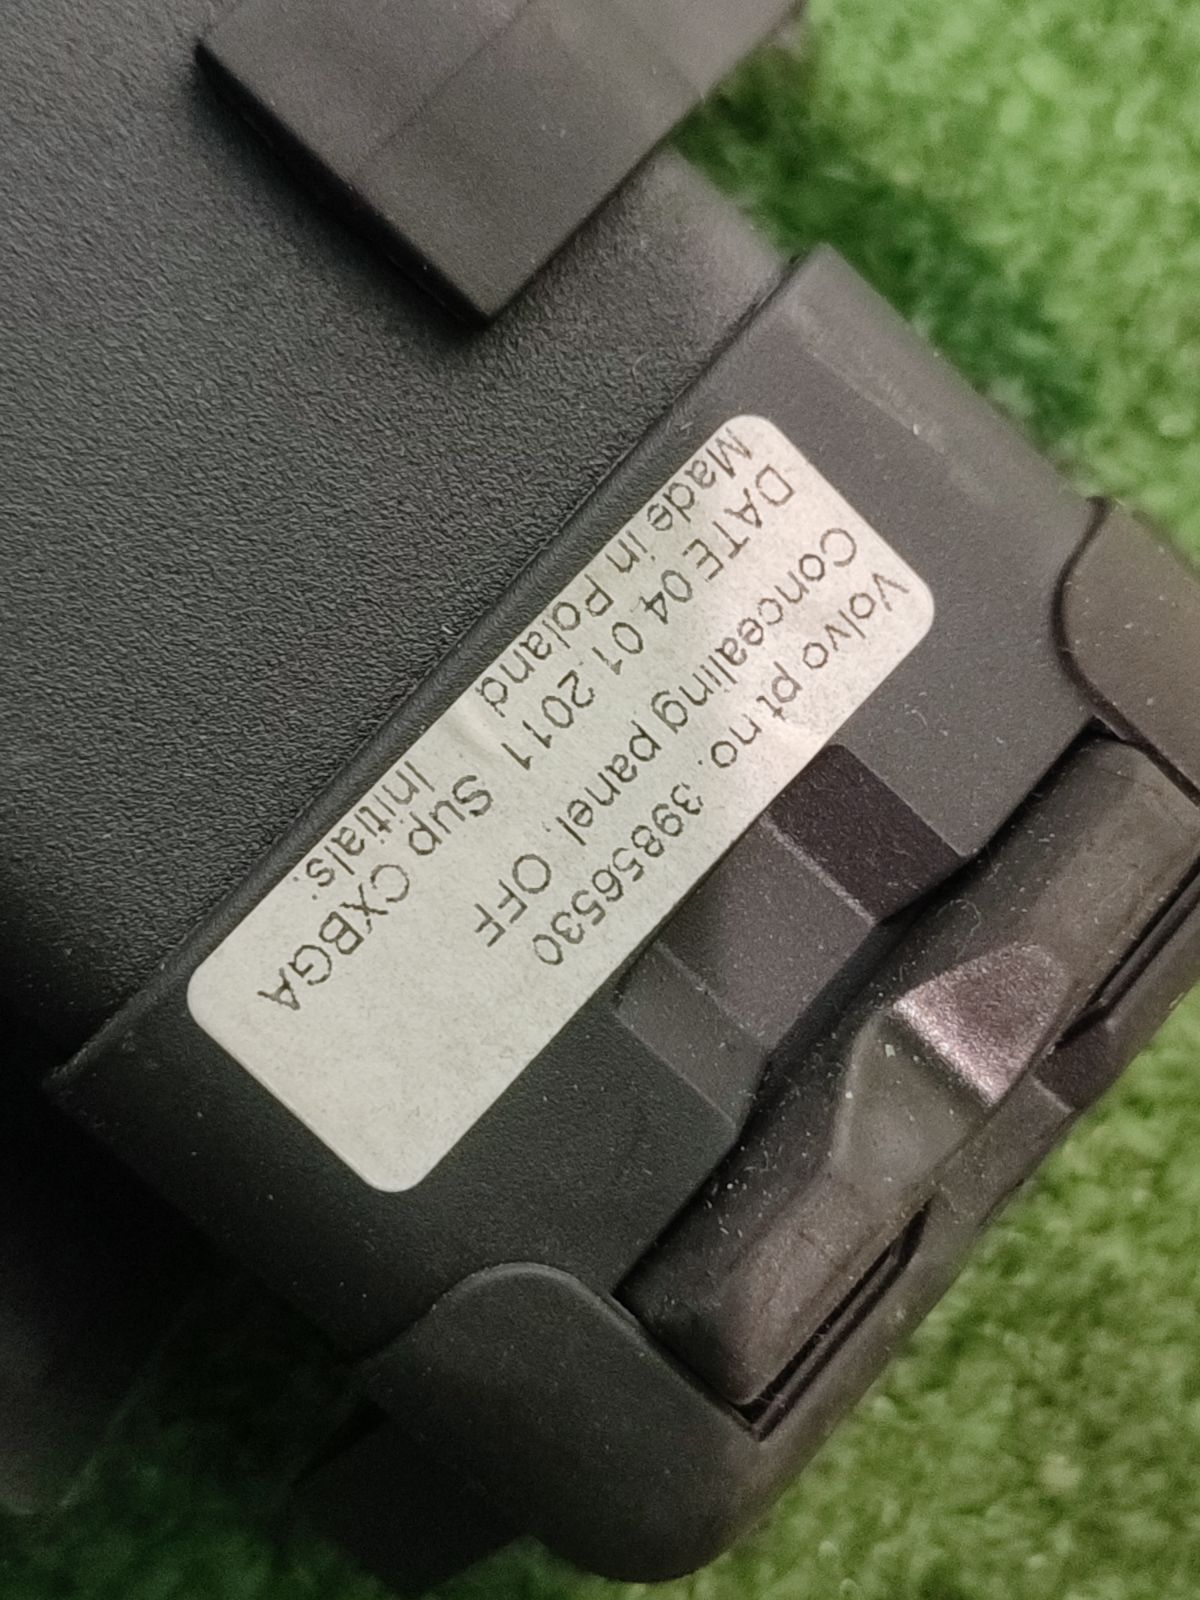 Volvo pt no. 39856530
Concealing panel, OFF
DATE 04 01 2011 Sup CXBGA
Made in Poland Initials: